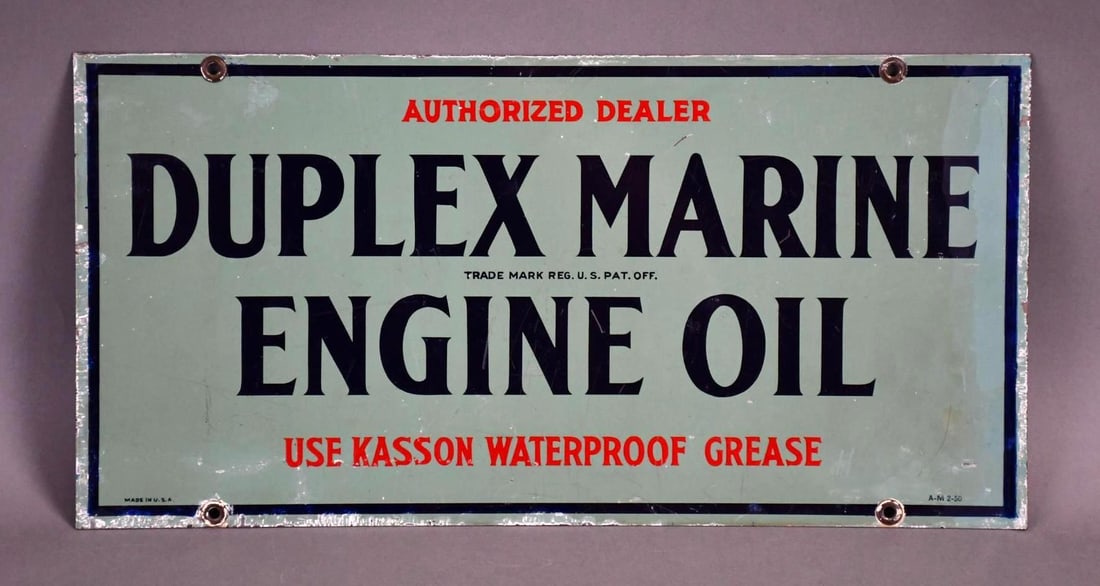 AUTHORIZED DEALER
DUPLEX MARINE
TRADE MARK REG. U.S. PAT. OFF.
ENGINE OIL
USE KASSON WATERPROOF GREASE
MADE IN U.S.A.
A-M 2-50